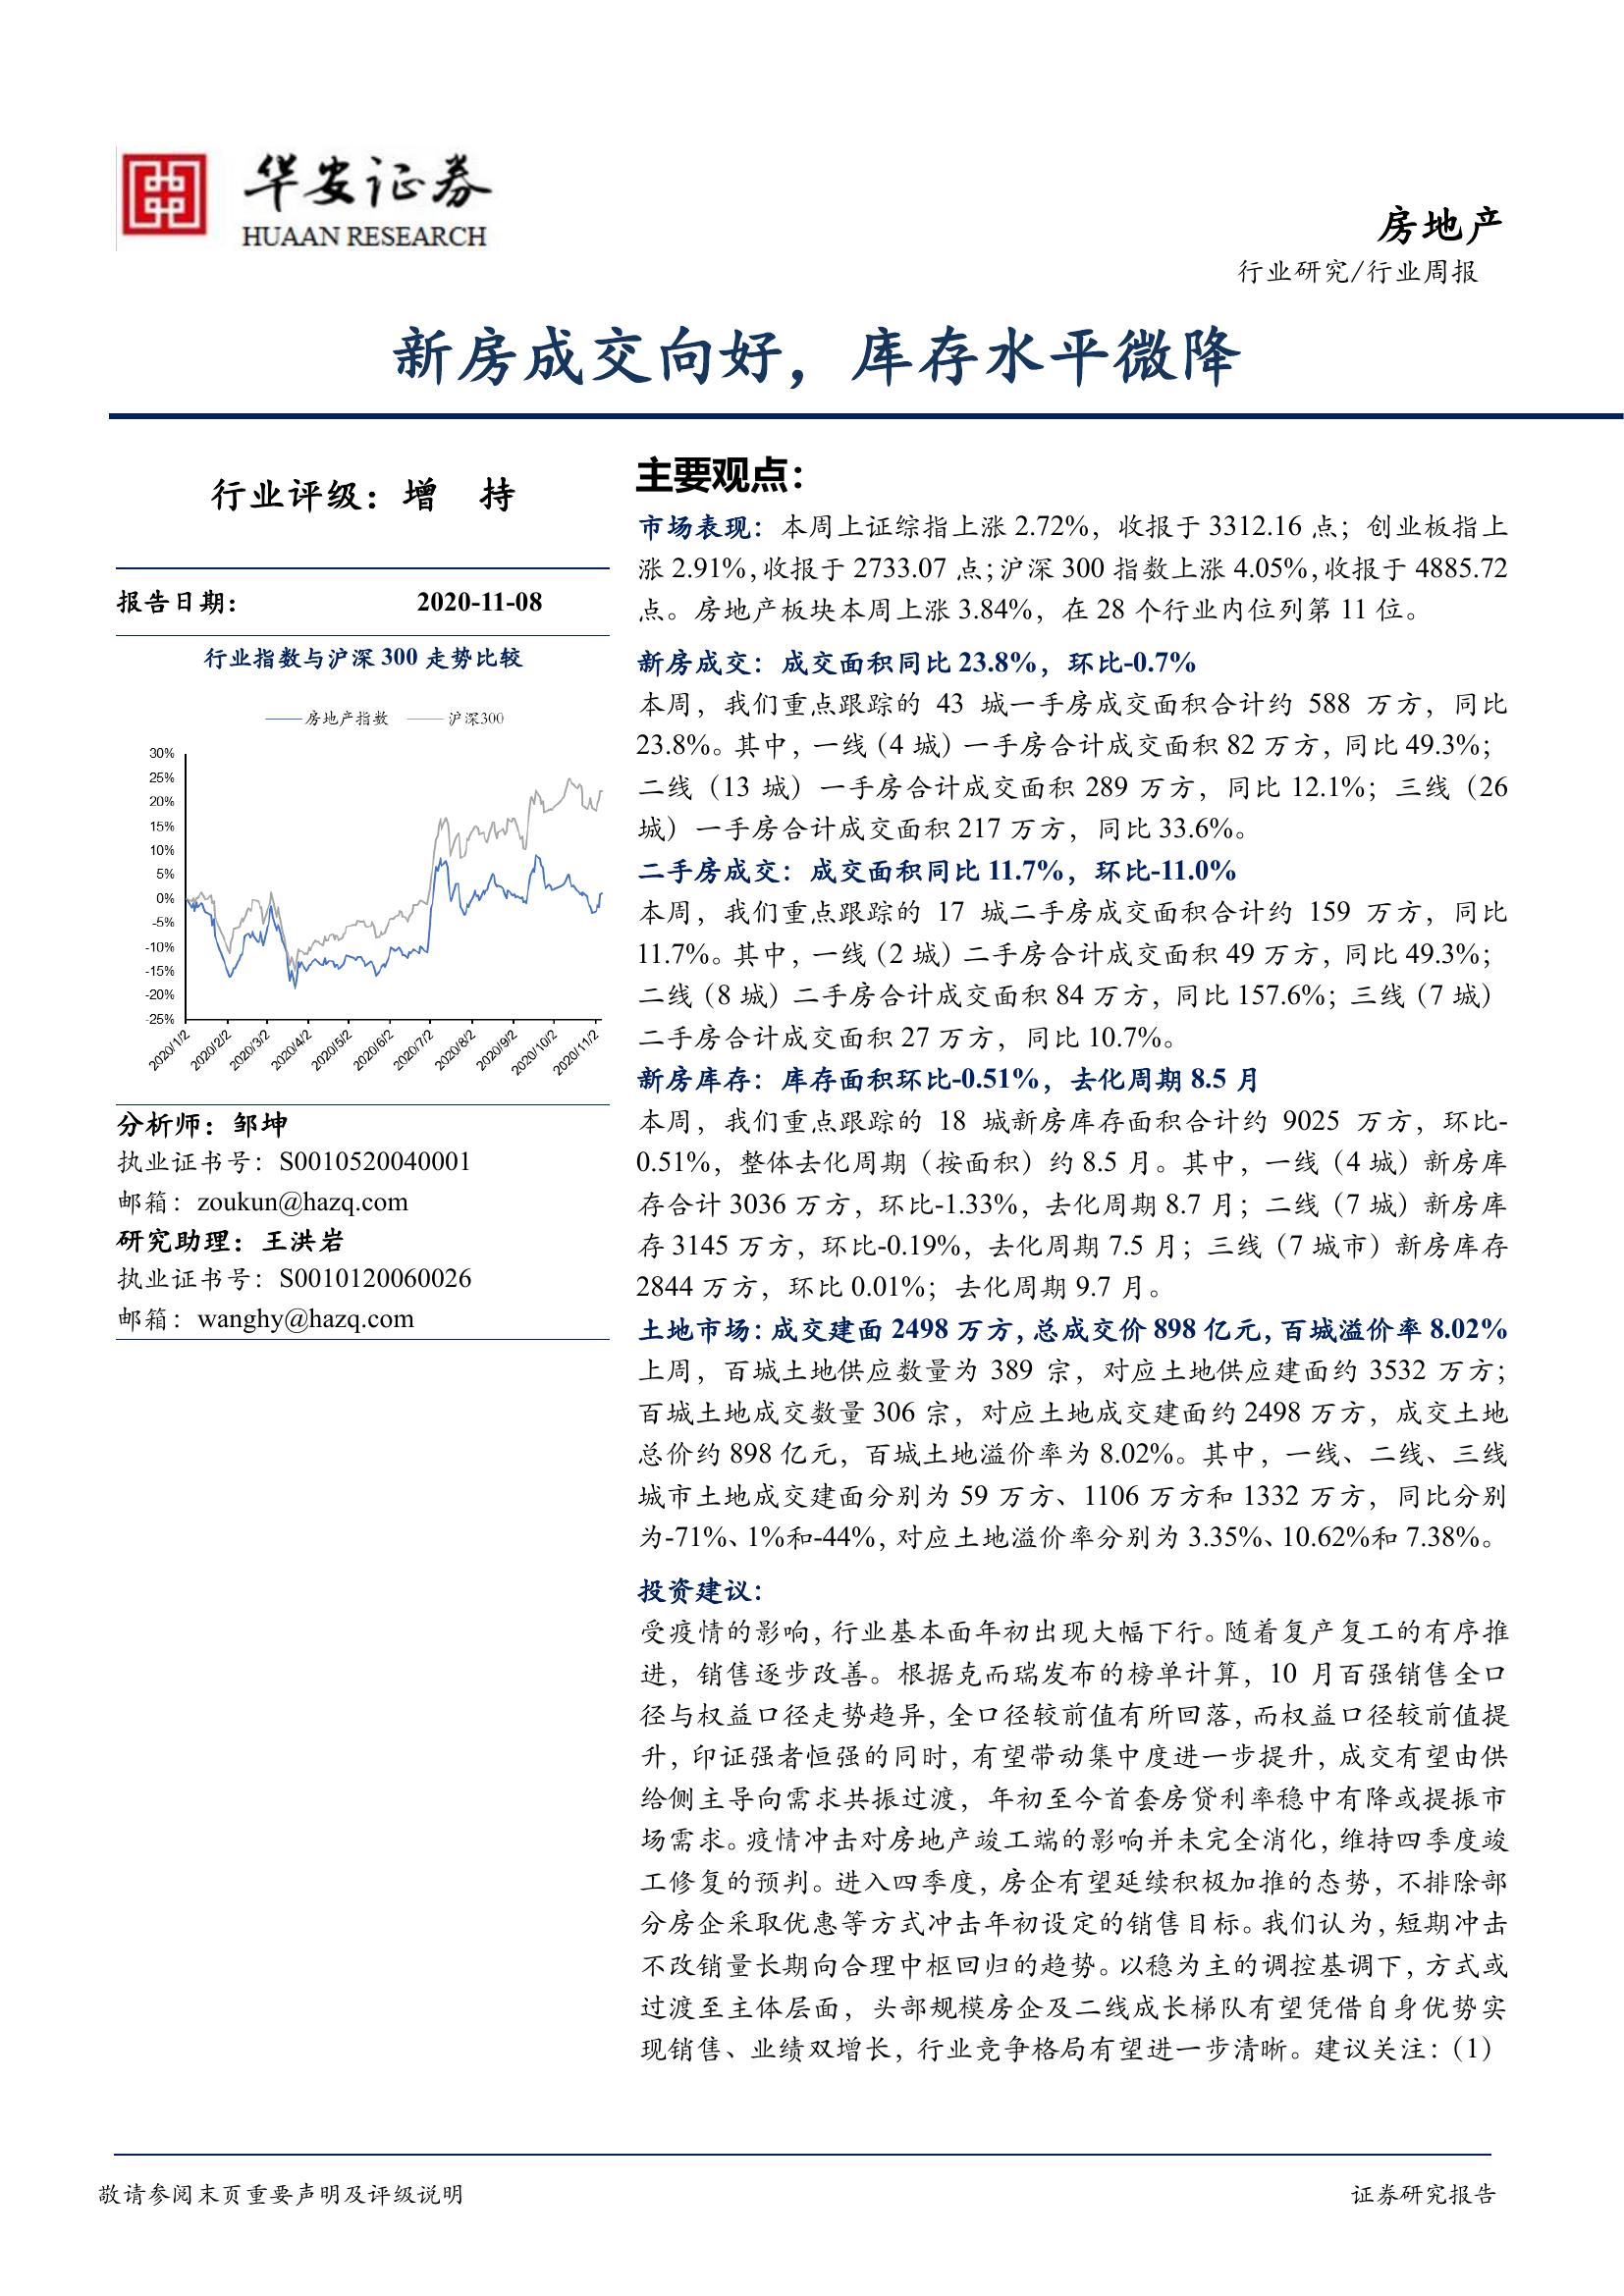 华安证券
HUAAN RESEARCH
房地产
行业研究/行业周报
新房成交向好，库存水平微降
行业评级：增 持
报告日期： 2020-11-08
行业指数与沪深 300 走势比较
房地产指数 沪深300
30%
25%
20%
15%
10%
5%
0%
-5%
-10%
-15%
-20%
-25%
2020/1/2 2020/2/2 2020/3/2 2020/4/2 2020/5/2 2020/6/2 2020/7/2 2020/8/2 2020/9/2 2020/10/2 2020/11/2
分析师：邹坤
执业证书号：S0010520040001
邮箱：zoukun@hazq.com
研究助理：王洪岩
执业证书号：S0010120060026
邮箱：wanghy@hazq.com
主要观点：
市场表现：本周上证综指上涨 2.72%，收报于 3312.16 点；创业板指上
涨 2.91%，收报于 2733.07 点；沪深 300 指数上涨 4.05%，收报于 4885.72
点。房地产板块本周上涨 3.84%，在 28 个行业内位列第 11 位。
新房成交：成交面积同比 23.8%，环比-0.7%
本周，我们重点跟踪的 43 城一手房成交面积合计约 588 万方，同比
23.8%。其中，一线（4 城）一手房合计成交面积 82 万方，同比 49.3%；
二线（13 城）一手房合计成交面积 289 万方，同比 12.1%；三线（26
城）一手房合计成交面积 217 万方，同比 33.6%。
二手房成交：成交面积同比 11.7%，环比-11.0%
本周，我们重点跟踪的 17 城二手房成交面积合计约 159 万方，同比
11.7%。其中，一线（2 城）二手房合计成交面积 49 万方，同比 49.3%；
二线（8 城）二手房合计成交面积 84 万方，同比 157.6%；三线（7 城）
二手房合计成交面积 27 万方，同比 10.7%。
新房库存：库存面积环比-0.51%，去化周期 8.5 月
本周，我们重点跟踪的 18 城新房库存面积合计约 9025 万方，环比-
0.51%，整体去化周期（按面积）约 8.5 月。其中，一线（4 城）新房库
存合计 3036 万方，环比-1.33%，去化周期 8.7 月；二线（7 城）新房库
存 3145 万方，环比-0.19%，去化周期 7.5 月；三线（7 城市）新房库存
2844 万方，环比 0.01%；去化周期 9.7 月。
土地市场：成交建面 2498 万方，总成交价 898 亿元，百城溢价率 8.02%
上周，百城土地供应数量为 389 宗，对应土地供应建面约 3532 万方；
百城土地成交数量 306 宗，对应土地成交建面约 2498 万方，成交土地
总价约 898 亿元，百城土地溢价率为 8.02%。其中，一线、二线、三线
城市土地成交建面分别为 59 万方、1106 万方和 1332 万方，同比分别
为-71%、1%和-44%，对应土地溢价率分别为 3.35%、10.62%和 7.38%。
投资建议：
受疫情的影响，行业基本面年初出现大幅下行。随着复产复工的有序推
进，销售逐步改善。根据克而瑞发布的榜单计算，10 月百强销售全口
径与权益口径走势趋异，全口径较前值有所回落，而权益口径较前值提
升，印证强者恒强的同时，有望带动集中度进一步提升，成交有望由供
给侧主导向需求共振过渡，年初至今首套房贷利率稳中有降或提振市
场需求。疫情冲击对房地产竣工端的影响并未完全消化，维持四季度竣
工修复的预判。进入四季度，房企有望延续积极加推的态势，不排除部
分房企采取优惠等方式冲击年初设定的销售目标。我们认为，短期冲击
不改销量长期向合理中枢回归的趋势。以稳为主的调控基调下，方式或
过渡至主体层面，头部规模房企及二线成长梯队有望凭借自身优势实
现销售、业绩双增长，行业竞争格局有望进一步清晰。建议关注：（1）
敬请参阅末页重要声明及评级说明
证券研究报告